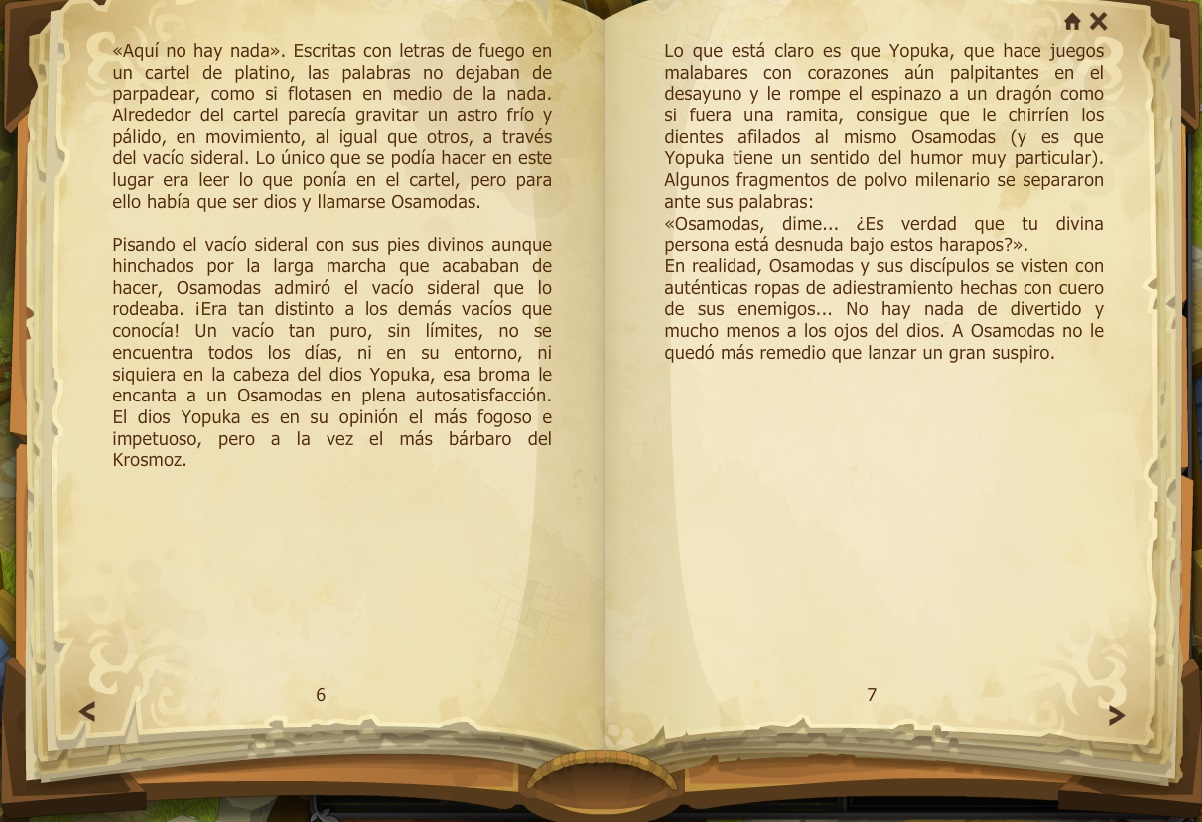 «Aquí no hay nada». Escritas con letras de fuego en
un cartel de platino, las palabras no dejaban de
parpadear, como si flotasen en medio de la nada.
Alrededor del cartel parecía gravitar un astro frío y
pálido, en movimiento, al igual que otros, a través
del vacío sideral. Lo único que se podía hacer en este
lugar era leer lo que ponía en el cartel, pero para
ello había que ser dios y llamarse Osamodas.
Pisando el vacío sideral con sus pies divinos aunque
hinchados por la larga marcha que acababan de
hacer, Osamodas admiró el vacío sideral que lo
rodeaba. ¡Era tan distinto a los demás vacíos que
conocía! Un vacío tan puro, sin límites, no se
encuentra todos los días, ni en su entorno, ni
siquiera en la cabeza del dios Yopuka, esa broma le
encanta a un Osamodas en plena autosatisfacción.
El dios Yopuka es en su opinión el más fogoso e
impetuoso, pero a la vez el más bárbaro del
Krosmoz.
6
Lo que está claro es que Yopuka, que hace juegos
malabares con corazones aún palpitantes en el
desayuno y le rompe el espinazo a un dragón como
si fuera una ramita, consigue que le chirríen los
dientes afilados al mismo Osamodas (y es que
Yopuka tiene un sentido del humor muy particular).
Algunos fragmentos de polvo milenario se separaron
ante sus palabras:
«Osamodas, dime... ¿Es verdad que tu divina
persona está desnuda bajo estos harapos?».
En realidad, Osamodas y sus discípulos se visten con
auténticas ropas de adiestramiento hechas con cuero
de sus enemigos... No hay nada de divertido y
mucho menos a los ojos del dios. A Osamodas no le
quedó más remedio que lanzar un gran suspiro.
7